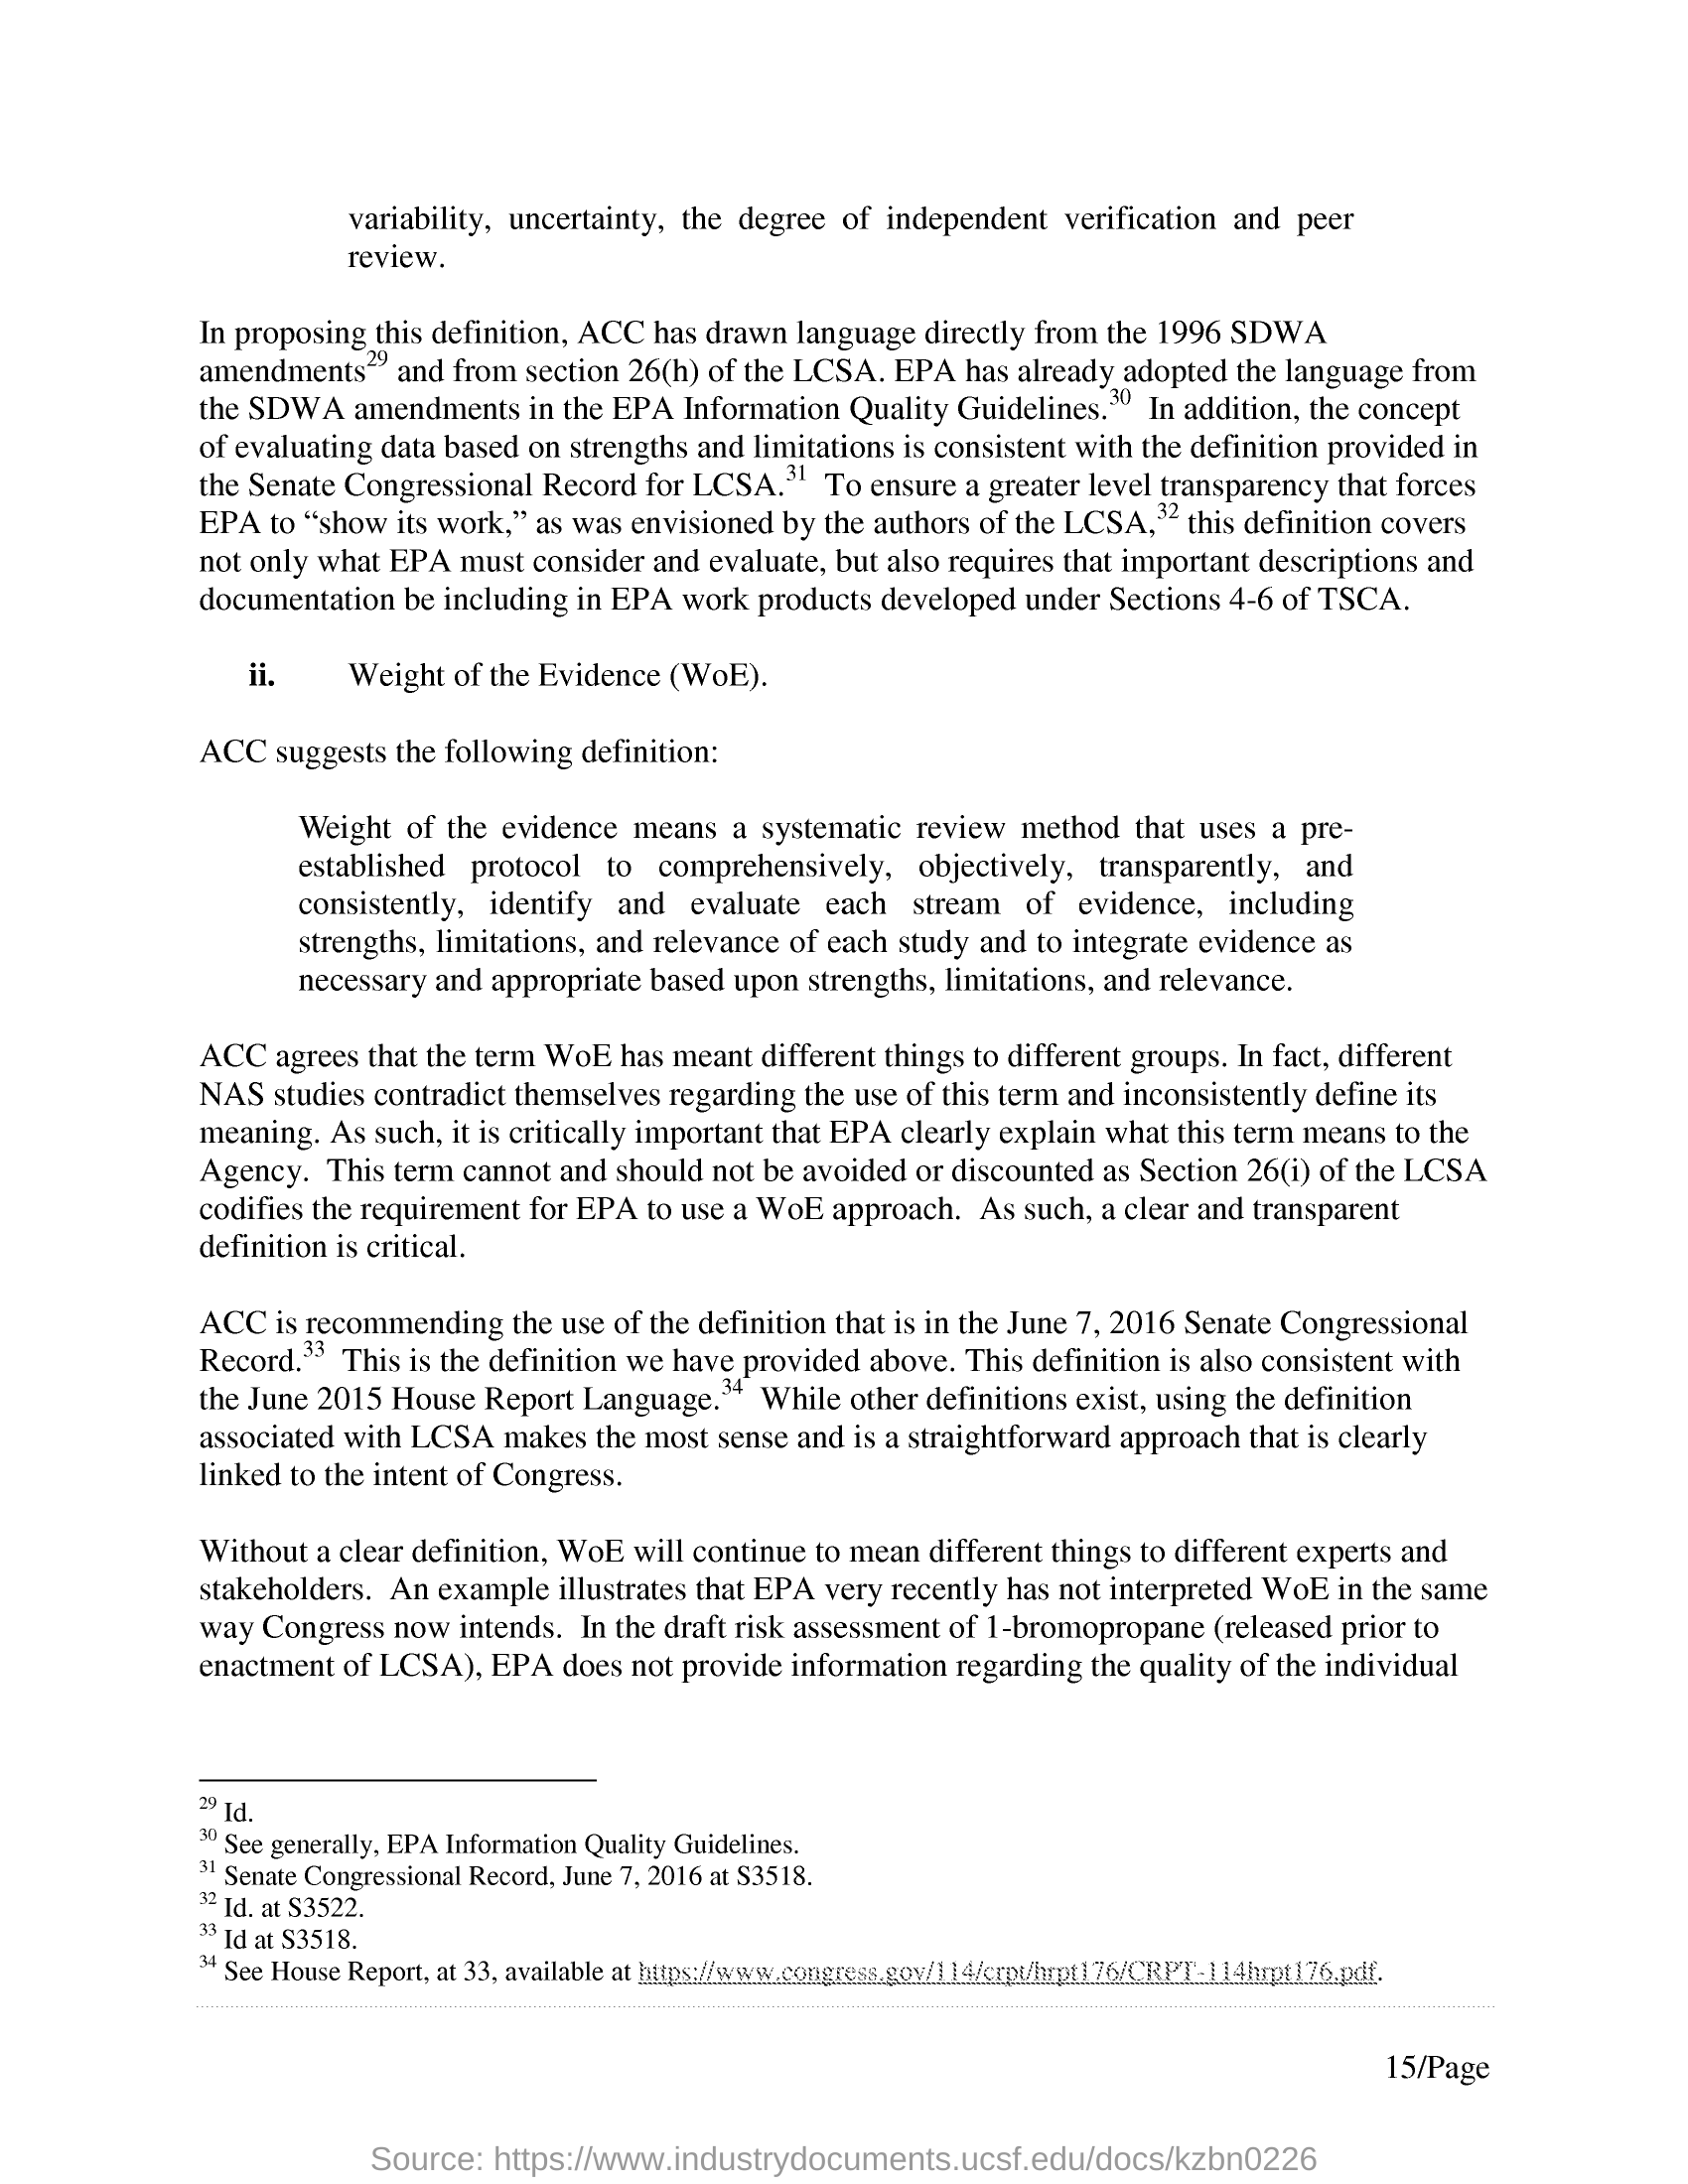 variability, uncertainty, the degree of independent verification and peer
review.
In proposing this definition, ACC has drawn language directly from the 1996 SDWA
amendments29 and from section 26(h) of the LCSA. EPA has already adopted the language from
the SDWA amendments in the EPA Information Quality Guidelines.30 In addition, the concept
of evaluating data based on strengths and limitations is consistent with the definition provided in
the Senate Congressional Record for LCSA.31 To ensure a greater level transparency that forces
EPA to “show its work,” as was envisioned by the authors of the LCSA,32 this definition covers
not only what EPA must consider and evaluate, but also requires that important descriptions and
documentation be including in EPA work products developed under Sections 4-6 of TSCA.
ii. Weight of the Evidence (WoE).
ACC suggests the following definition:
Weight of the evidence means a systematic review method that uses a pre-
established protocol to comprehensively, objectively, transparently, and
consistently, identify and evaluate each stream of evidence, including
strengths, limitations, and relevance of each study and to integrate evidence as
necessary and appropriate based upon strengths, limitations, and relevance.
ACC agrees that the term WoE has meant different things to different groups. In fact, different
NAS studies contradict themselves regarding the use of this term and inconsistently define its
meaning. As such, it is critically important that EPA clearly explain what this term means to the
Agency. This term cannot and should not be avoided or discounted as Section 26(i) of the LCSA
codifies the requirement for EPA to use a WoE approach. As such, a clear and transparent
definition is critical.
ACC is recommending the use of the definition that is in the June 7, 2016 Senate Congressional
Record.33 This is the definition we have provided above. This definition is also consistent with
the June 2015 House Report Language.34 While other definitions exist, using the definition
associated with LCSA makes the most sense and is a straightforward approach that is clearly
linked to the intent of Congress.
Without a clear definition, WoE will continue to mean different things to different experts and
stakeholders. An example illustrates that EPA very recently has not interpreted WoE in the same
way Congress now intends. In the draft risk assessment of 1-bromopropane (released prior to
enactment of LCSA), EPA does not provide information regarding the quality of the individual
29 Id.
30 See generally, EPA Information Quality Guidelines.
31 Senate Congressional Record, June 7, 2016 at S3518.
32 Id. at S3522.
33 Id at S3518.
34 See House Report, at 33, available at https://www.congress.gov/114/crpt/hrpt176/CRPT-114hrpt176.pdf.
15/Page
Source: https://www.industrydocuments.ucsf.edu/docs/kzbn0226